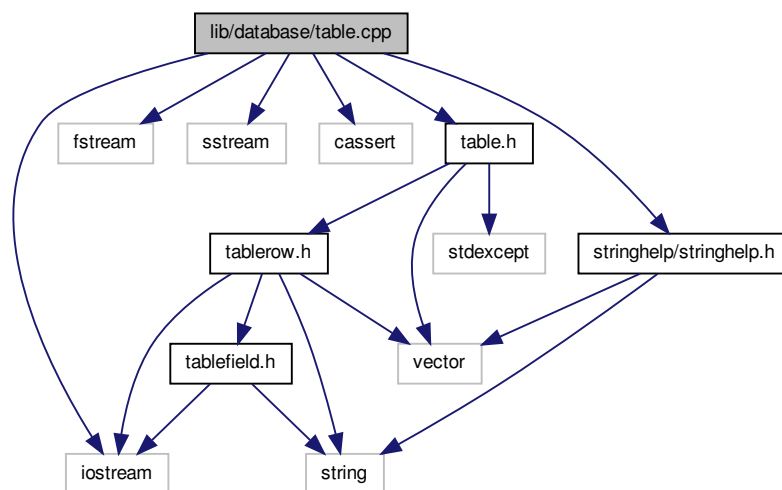 lib/database/table.cpp
fstream
sstream
cassert
table.h
tablerow.h
stdexcept
stringhelp/stringhelp.h
tablefield.h
vector
iostream
string